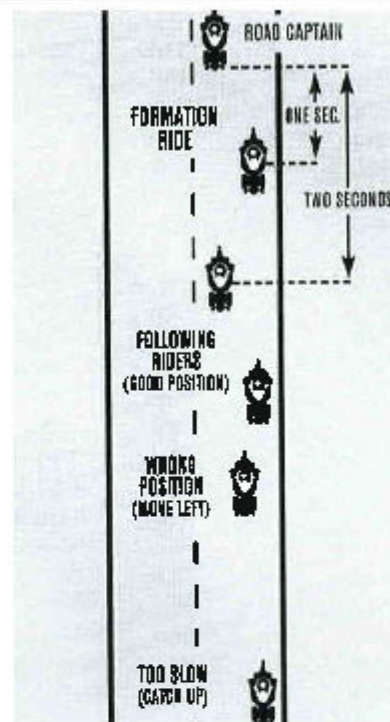 ROAD CAPTAIN
FORMATION
RIDE
ONE SEC.
TWO SECONDS
FOLLOWING
RIDERS
(GOOD POSITION)
WRONG
POSITION
(MOVE LEFT)
TOO SLOW
(CATCH UP)